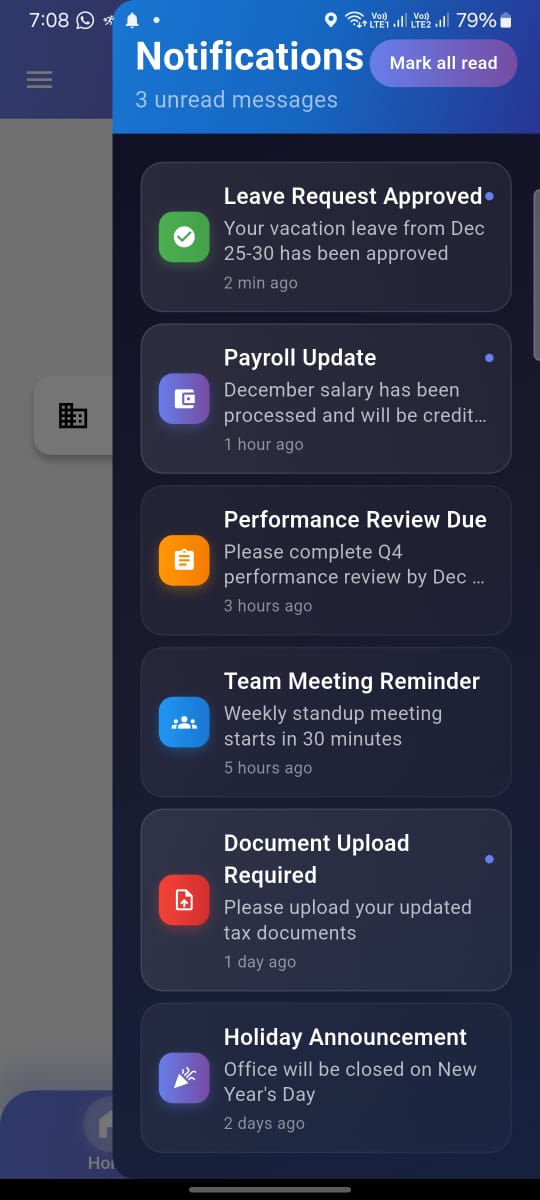 7:08
Vo)) LTE1
Vo)) LTE2
79%
Notifications
Mark all read
3 unread messages
Leave Request Approved
Your vacation leave from Dec
25-30 has been approved
2 min ago
Payroll Update
December salary has been
processed and will be credit...
1 hour ago
Performance Review Due
Please complete Q4
performance review by Dec ...
3 hours ago
Team Meeting Reminder
Weekly standup meeting
starts in 30 minutes
5 hours ago
Document Upload
Required
Please upload your updated
tax documents
1 day ago
Holiday Announcement
Office will be closed on New
Year's Day
2 days ago